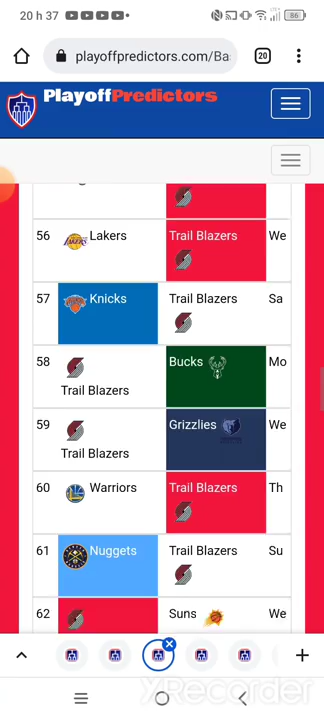 20 h 37
86
playoffpredictors.com/Ba
20
PlayoffPredictors
56 Lakers Trail Blazers We
57 Knicks Trail Blazers Sa
58 Trail Blazers Bucks Mo
59 Trail Blazers Grizzlies We
60 Warriors Trail Blazers Th
61 Nuggets Trail Blazers Su
62 Suns We
XRecorder